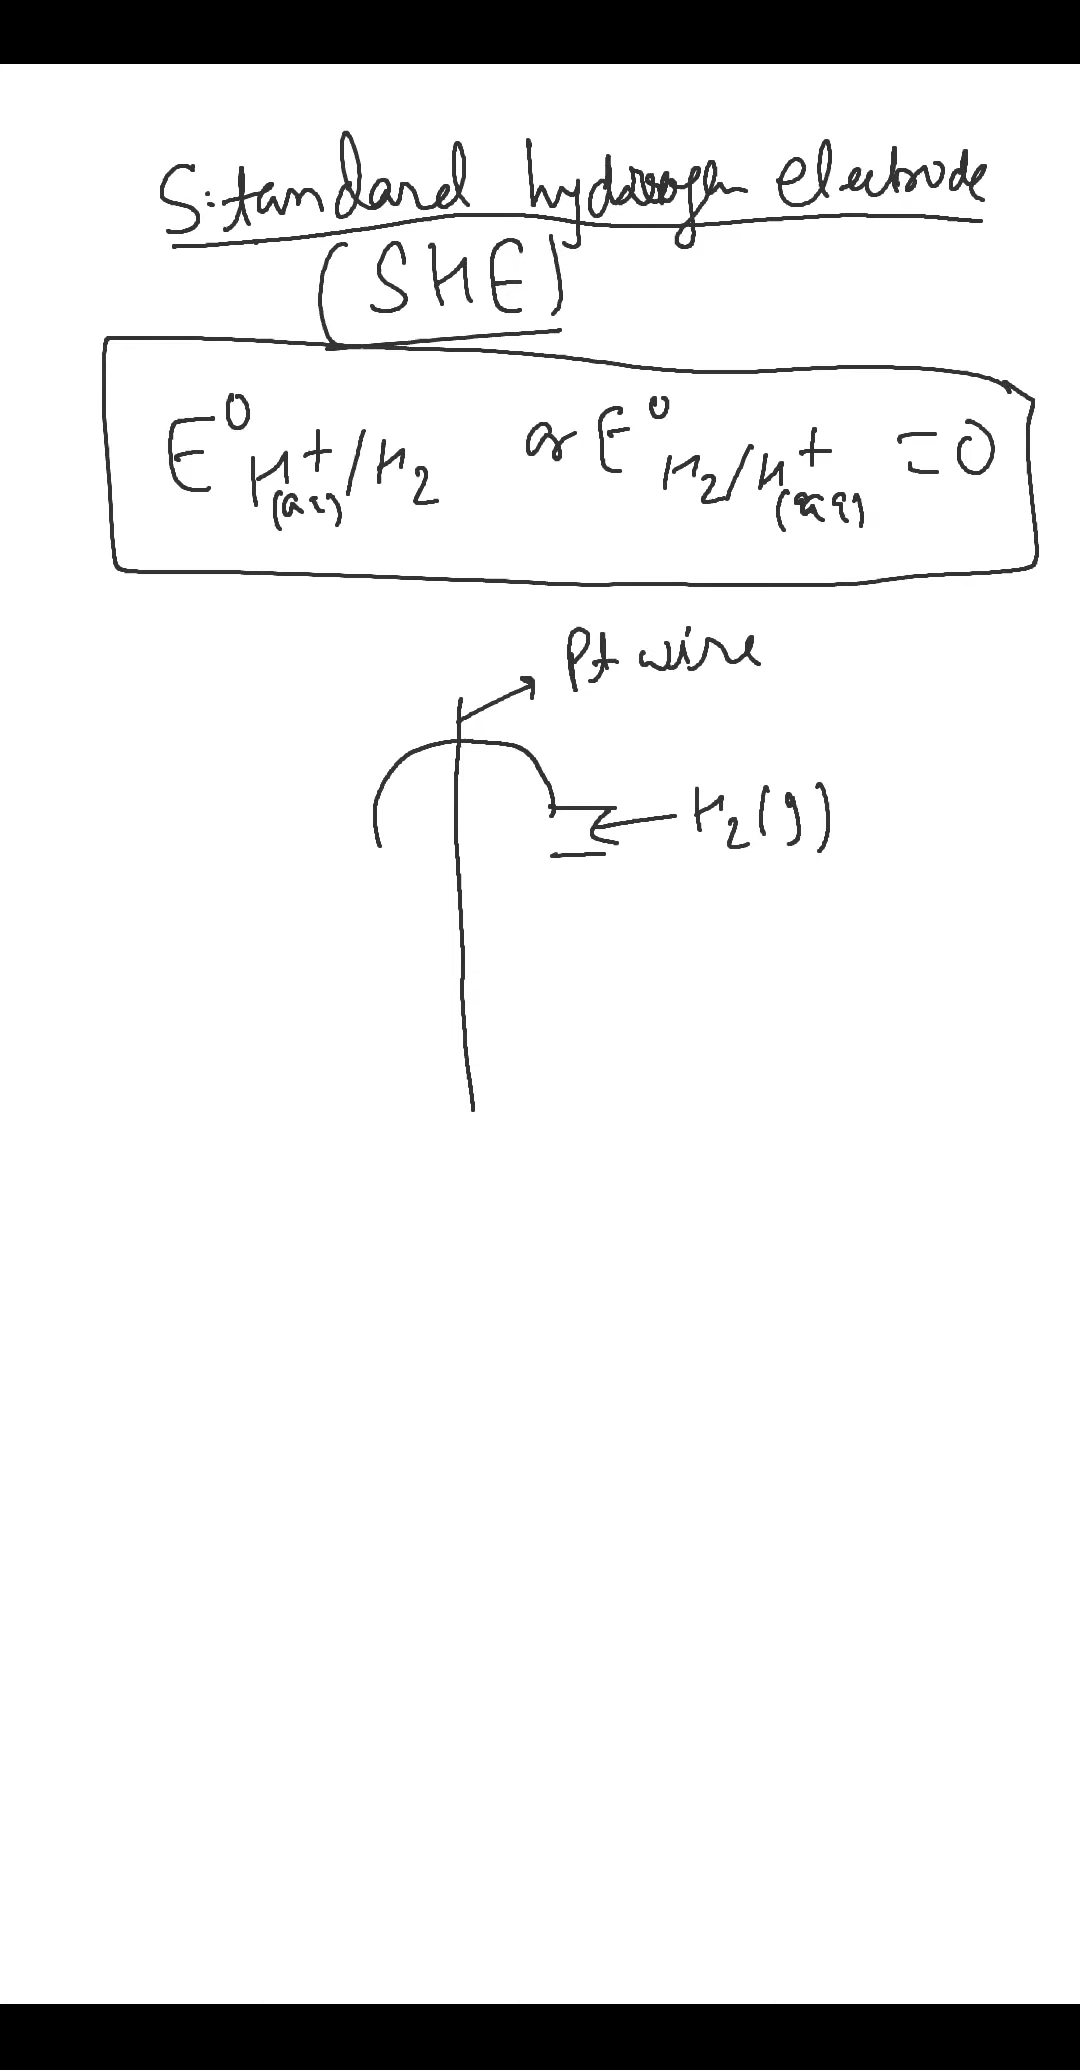 Standard hydrogen electrode
(SHE)
E⁰ H⁺(aq)/H₂ or E⁰ H₂/H⁺(aq) = 0
Pt wire
H₂(g)